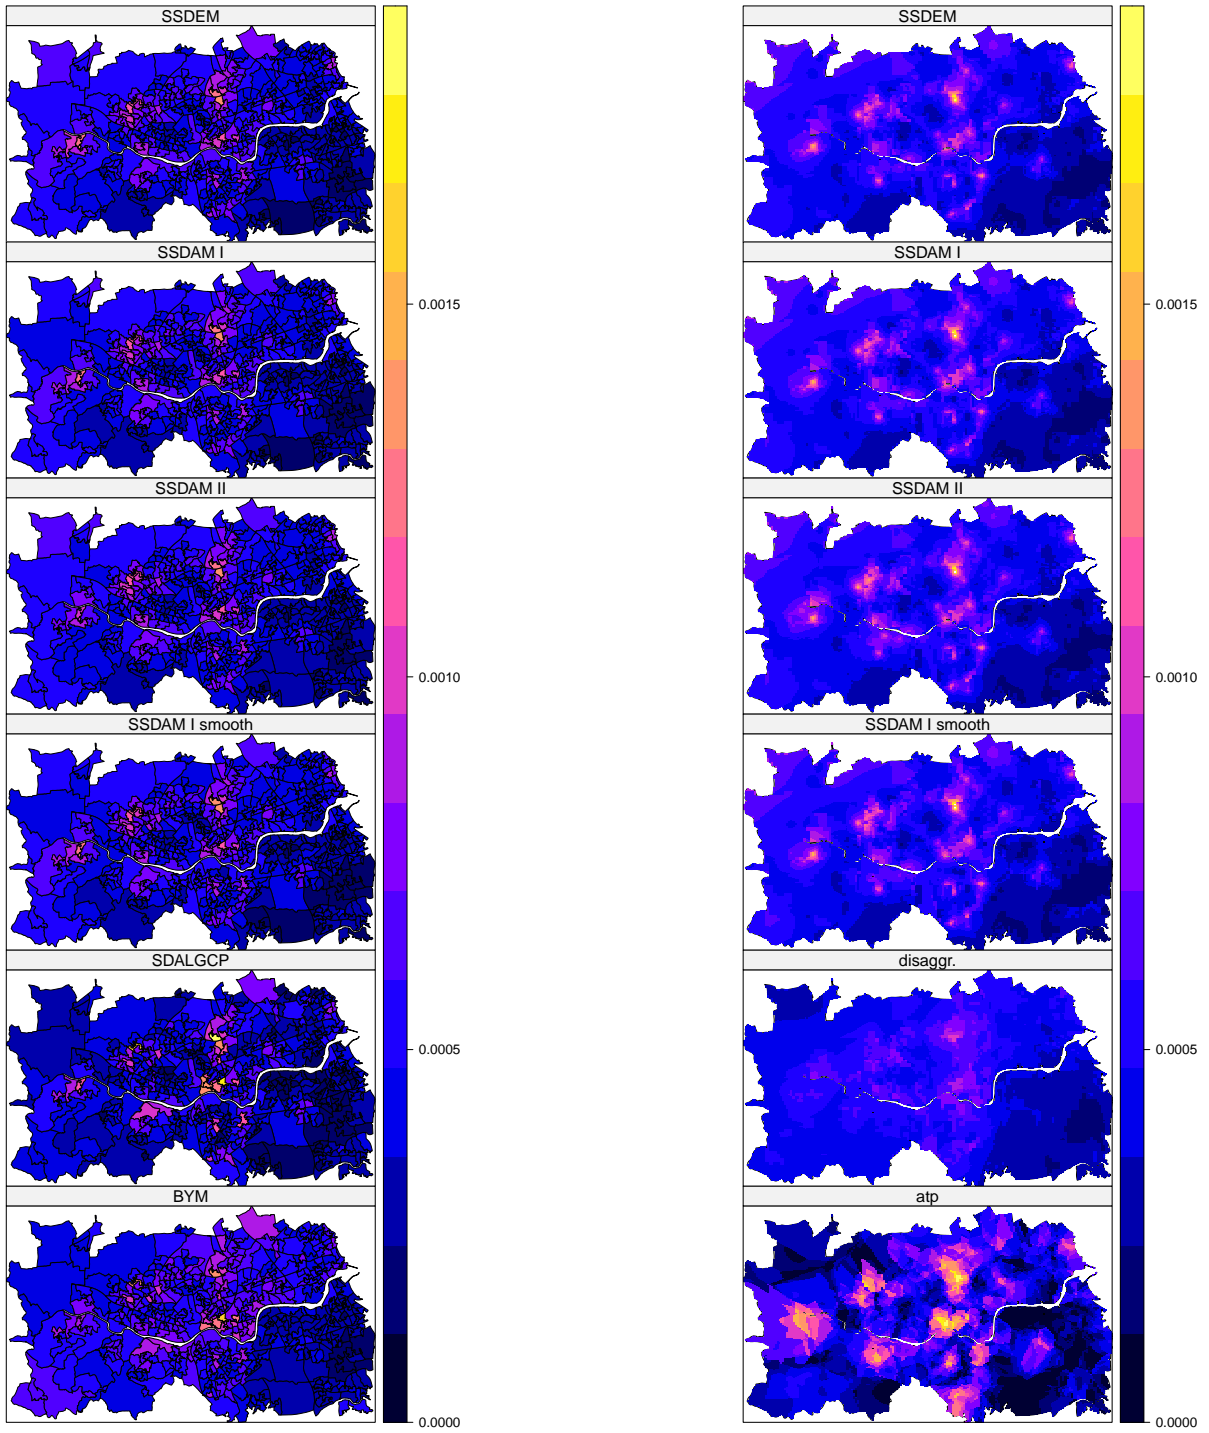 SSDEM
SSDAM I
SSDAM II
SSDAM I smooth
SDALGCP
BYM
0.0015
0.0010
0.0005
0.0000
SSDEM
SSDAM I
SSDAM II
SSDAM I smooth
disaggr.
atp
0.0015
0.0010
0.0005
0.0000